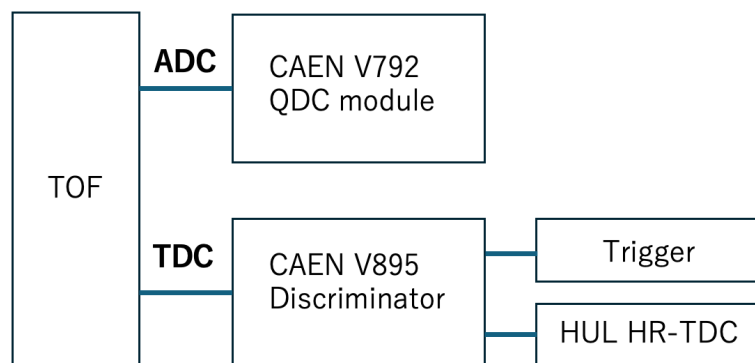 TOF
ADC
CAEN V792
QDC module
TDC
CAEN V895
Discriminator
Trigger
HUL HR-TDC